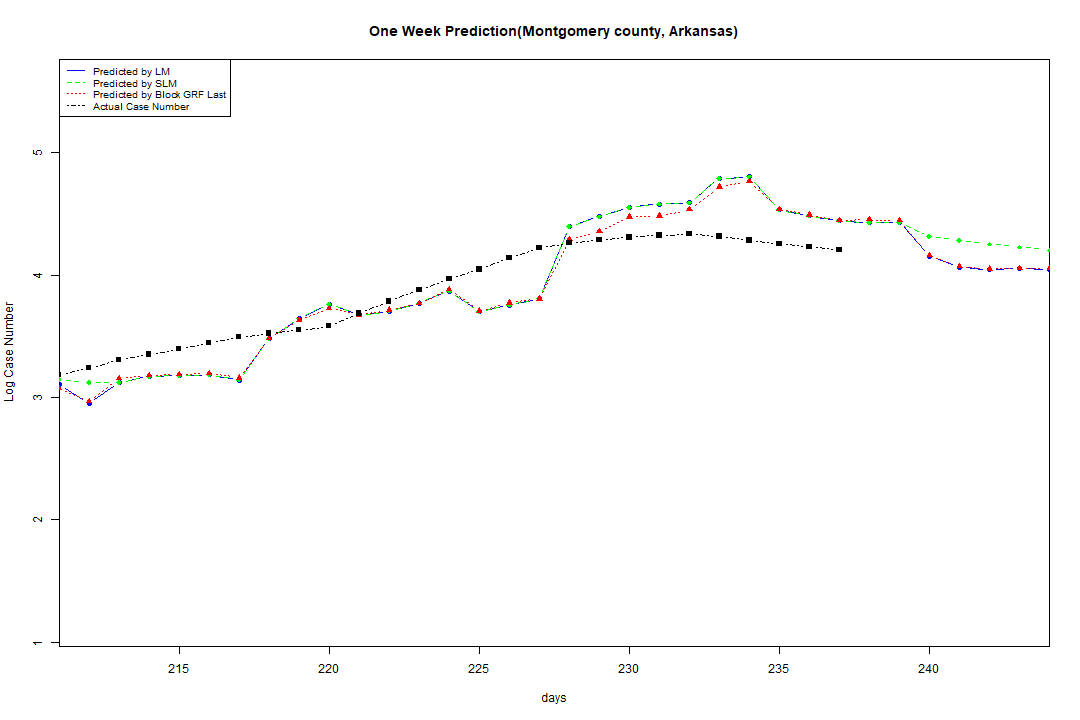 One Week Prediction(Montgomery county, Arkansas)
Predicted by LM
Predicted by SLM
Predicted by Block GRF Last
Actual Case Number
5
4
3
2
1
Log Case Number
215 220 225 230 235 240
days